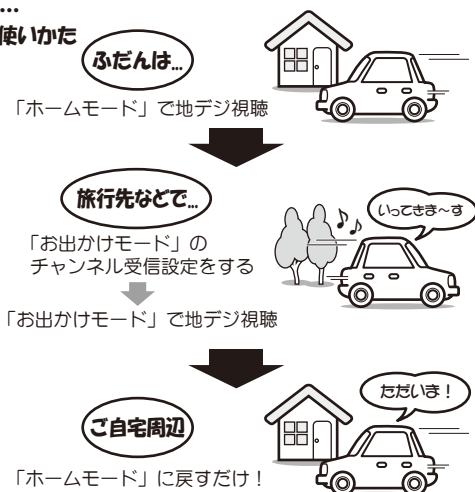 ...
使いかた
ふだんは...
「ホームモード」で地デジ視聴
旅行先などで...
いってきま～す
「お出かけモード」の
チャンネル受信設定をする
「お出かけモード」で地デジ視聴
ただいま！
ご自宅周辺
「ホームモード」に戻すだけ！